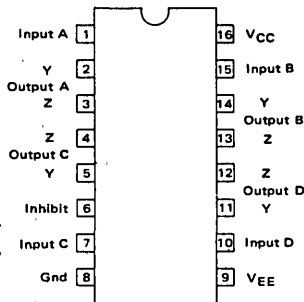 Input A 1
Y 2
Output A
Z 3
Z 4
Output C
Y 5
Inhibit 6
Input C 7
Gnd 8
16 VCC
15 Input B
14 Y
Output B
13 Z
12 Z
Output D
11 Y
10 Input D
9 VEE